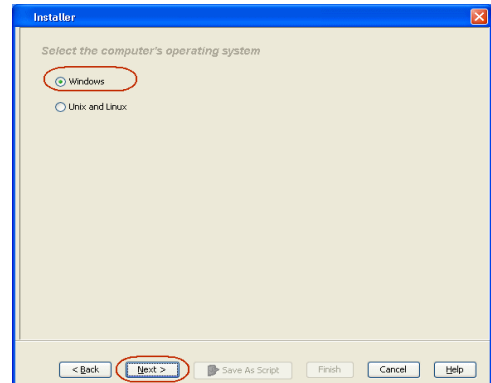 Installer
Select the computer's operating system
Windows
Unix and Linux
< Back Next > Save As Script Finish Cancel Help